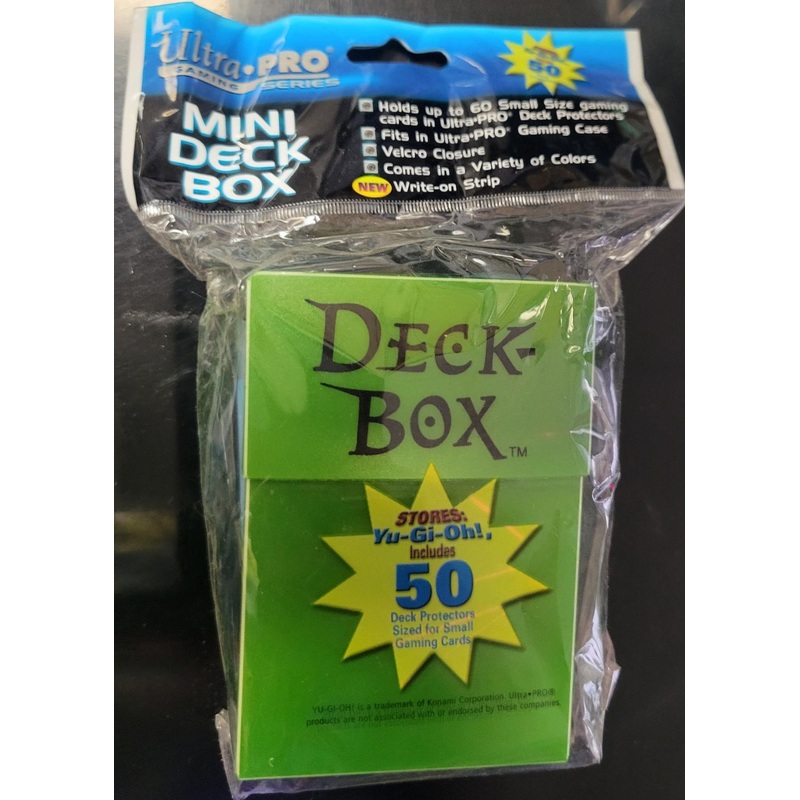 Ultra•PRO®
GAMING SERIES
50
MINI
DECK
BOX
Holds up to 60 Small Size gaming
cards in Ultra•PRO® Deck Protectors
Fits in Ultra•PRO® Gaming Case
Velcro Closure
Comes in a Variety of Colors
NEW Write-on Strip
DECK-
BOX™
STORES:
Yu-Gi-Oh!,
Includes
50
Deck Protectors
Sized for Small
Gaming Cards
YU-GI-OH! is a trademark of Konami Corporation. Ultra•PRO®
products are not associated with or endorsed by these companies.